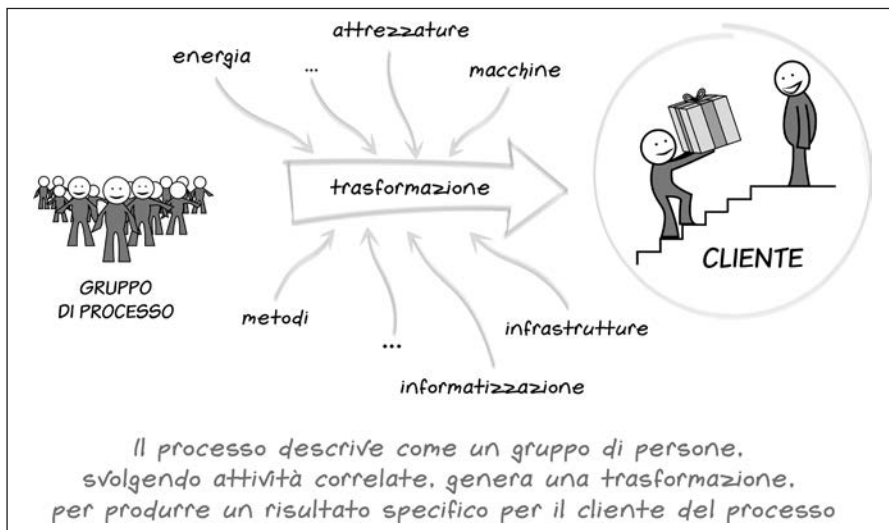 attrezzature
energia
...
macchine
trasformazione
GRUPPO
DI PROCESSO
CLIENTE
metodi
...
infrastrutture
informatizzazione
Il processo descrive come un gruppo di persone,
svolgendo attività correlate, genera una trasformazione,
per produrre un risultato specifico per il cliente del processo